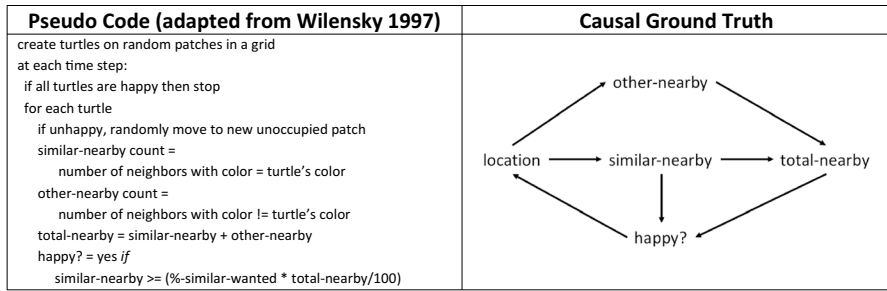 Pseudo Code (adapted from Wilensky 1997)
create turtles on random patches in a grid
at each time step:
if all turtles are happy then stop
for each turtle
if unhappy, randomly move to new unoccupied patch
similar-nearby count =
number of neighbors with color = turtle's color
other-nearby count =
number of neighbors with color != turtle's color
total-nearby = similar-nearby + other-nearby
happy? = yes if
similar-nearby >= (%-similar-wanted * total-nearby/100)
Causal Ground Truth
other-nearby
location
similar-nearby
total-nearby
happy?